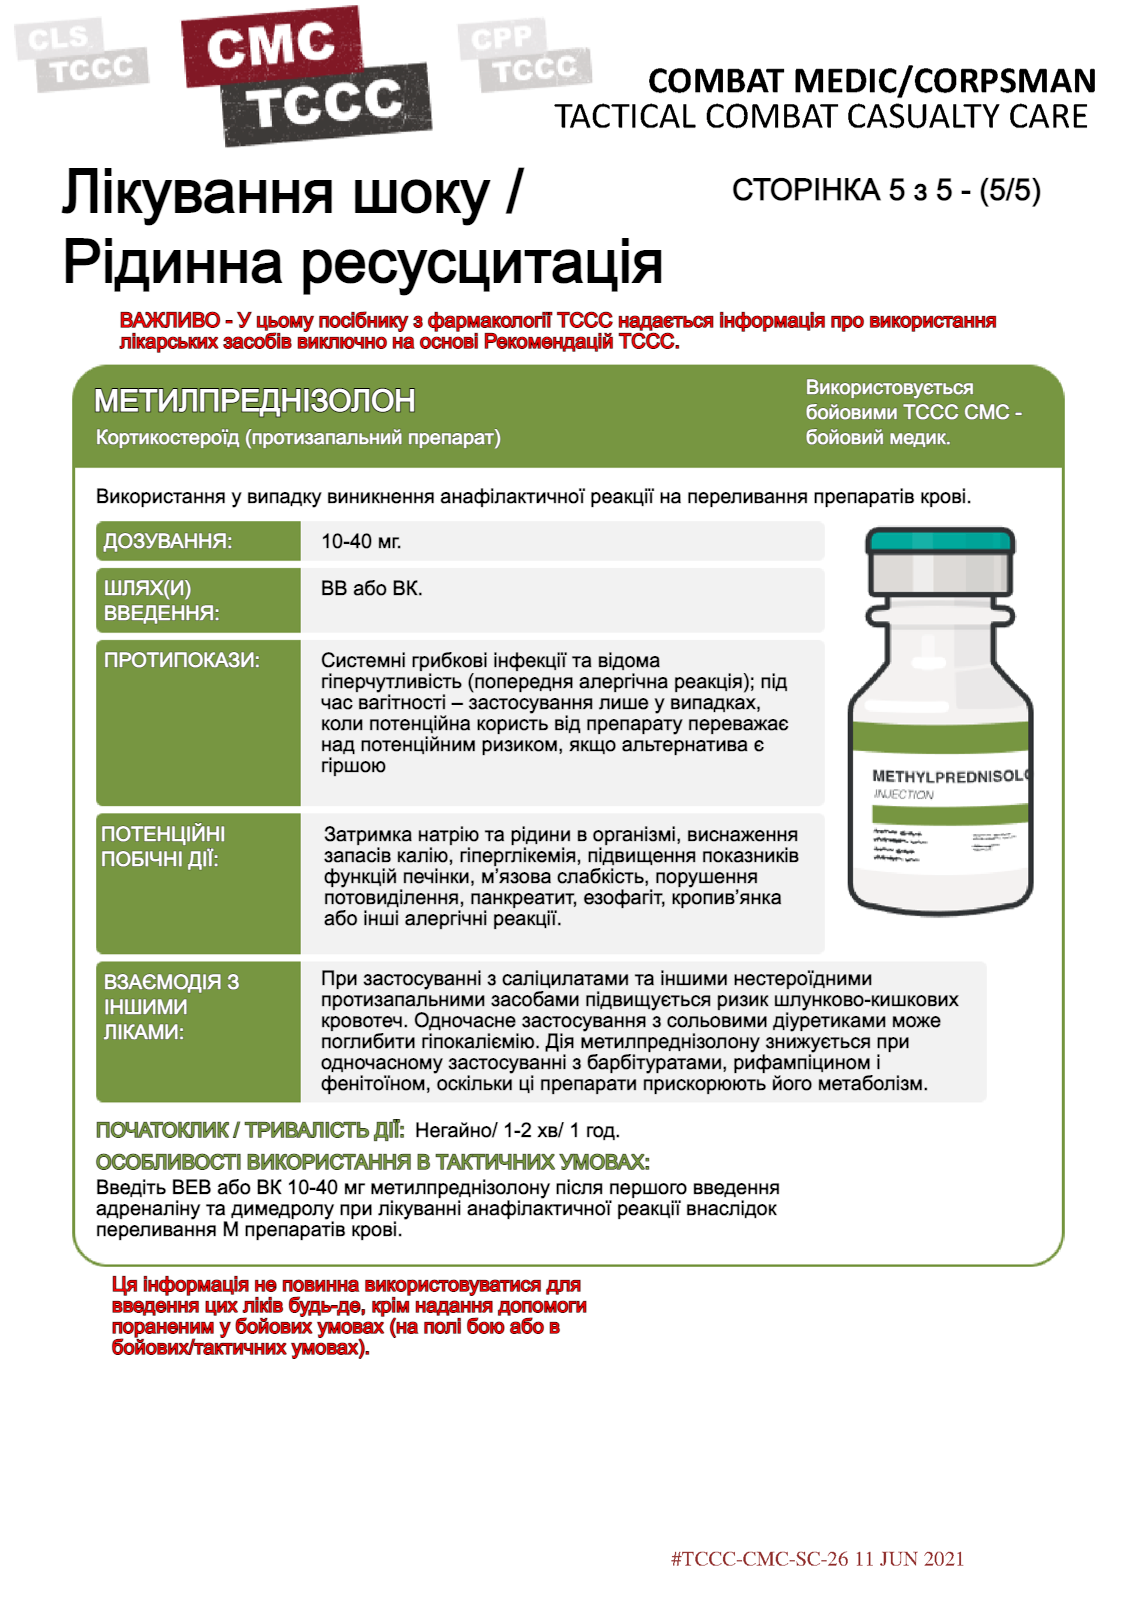 CLS
TCCC
CMC
TCCC
CPP
TCCC
COMBAT MEDIC/CORPSMAN
TACTICAL COMBAT CASUALTY CARE
Лікування шоку /
Рідинна ресусцитація
СТОРІНКА 5 з 5 - (5/5)
ВАЖЛИВО - У цьому посібнику з фармакології ТССС надається інформація про використання
лікарських засобів виключно на основі Рекомендацій ТССС.
МЕТИЛПРЕДНІЗОЛОН
Кортикостероїд (протизапальний препарат)
Використовується
бойовими ТССС СМС -
бойовий медик.
Використання у випадку виникнення анафілактичної реакції на переливання препаратів крові.
ДОЗУВАННЯ:
10-40 мг.
ШЛЯХ(И)
ВВЕДЕННЯ:
ВВ або ВК.
ПРОТИПОКАЗИ:
Системні грибкові інфекції та відома
гіперчутливість (попередня алергічна реакція); під
час вагітності – застосування лише у випадках,
коли потенційна користь від препарату переважає
над потенційним ризиком, якщо альтернатива є
гіршою
METHYLPREDNISOLO
INJECTION
ПОТЕНЦІЙНІ
ПОБІЧНІ ДІЇ:
Затримка натрію та рідини в організмі, виснаження
запасів калію, гіперглікемія, підвищення показників
функцій печінки, м’язова слабкість, порушення
потовиділення, панкреатит, езофагіт, кропив’янка
або інші алергічні реакції.
ВЗАЄМОДІЯ З
ІНШИМИ
ЛІКАМИ:
При застосуванні з саліцилатами та іншими нестероїдними
протизапальними засобами підвищується ризик шлунково-кишкових
кровотеч. Одночасне застосування з сольовими діуретиками може
поглибити гіпокаліємію. Дія метилпреднізолону знижується при
одночасному застосуванні з барбітуратами, рифампіцином і
фенітоїном, оскільки ці препарати прискорюють його метаболізм.
ПОЧАТОКЛИК / ТРИВАЛІСТЬ ДІЇ: Негайно/ 1-2 хв/ 1 год.
ОСОБЛИВОСТІ ВИКОРИСТАННЯ В ТАКТИЧНИХ УМОВАХ:
Введіть ВЕВ або ВК 10-40 мг метилпреднізолону після першого введення
адреналіну та димедролу при лікуванні анафілактичної реакції внаслідок
переливання М препаратів крові.
Ця інформація не повинна використовуватися для
введення цих ліків будь-де, крім надання допомоги
пораненим у бойових умовах (на полі бою або в
бойових/тактичних умовах).
#TCCC-CMC-SC-26 11 JUN 2021